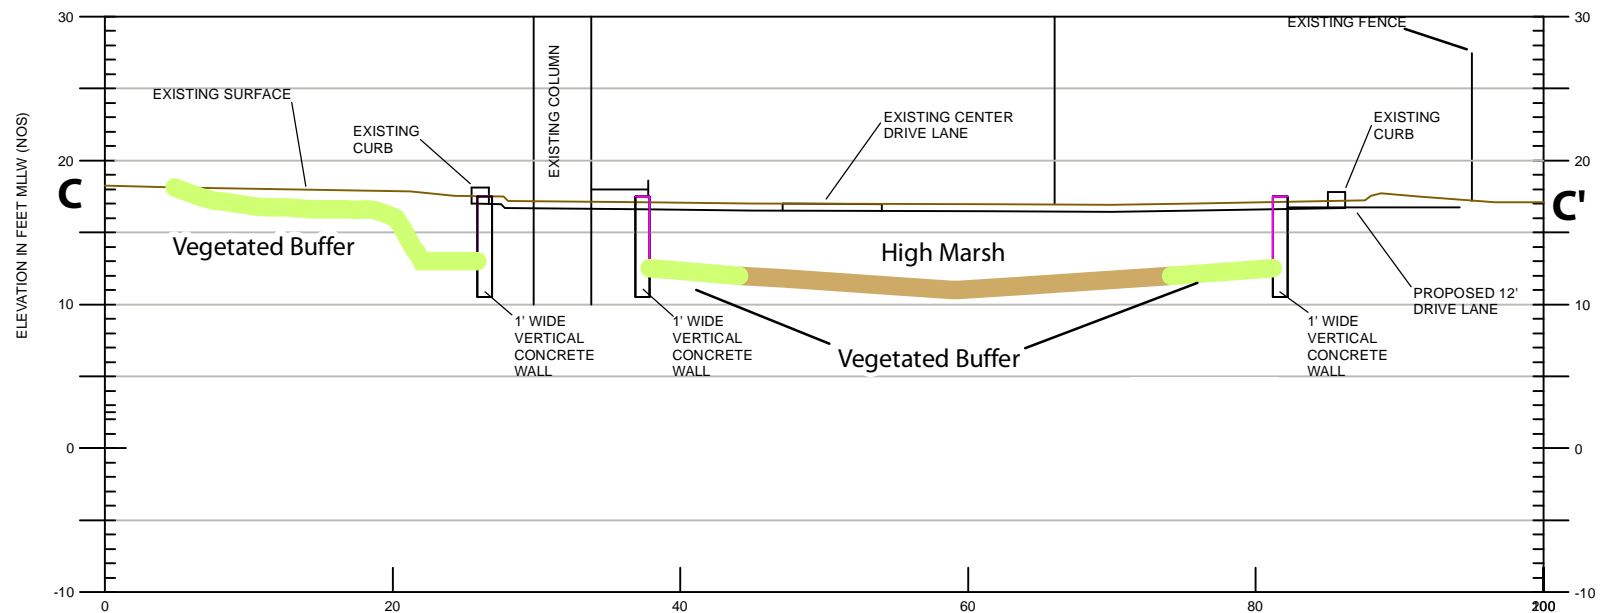 30
30
EXISTING FENCE
EXISTING COLUMN
EXISTING SURFACE
EXISTING
CURB
EXISTING CENTER
DRIVE LANE
EXISTING
CURB
20
20
C
C'
ELEVATION IN FEET MLLW (NOS)
Vegetated Buffer
High Marsh
10
10
PROPOSED 12'
DRIVE LANE
1' WIDE
VERTICAL
CONCRETE
WALL
1' WIDE
VERTICAL
CONCRETE
WALL
Vegetated Buffer
1' WIDE
VERTICAL
CONCRETE
WALL
0
0
-10
-10
0
20
40
60
80